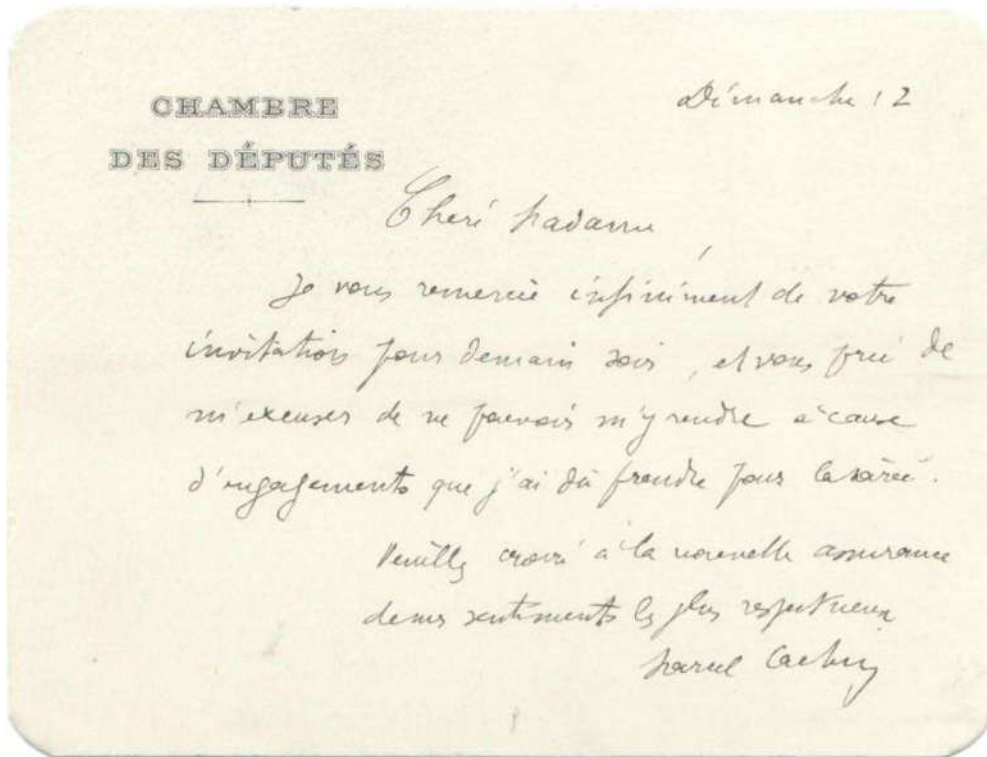 CHAMBRE
DES DÉPUTÉS
Dimanche 12
Chère Madame,
Je vous remercie infiniment de votre
invitation pour demain soir, et vous prie de
m'excuser de ne pouvoir m'y rendre à cause
d'engagements que j'ai dû prendre pour la soirée.
Veuillez croire à la nouvelle assurance
de mes sentiments les plus respectueux
Marcel Cachin